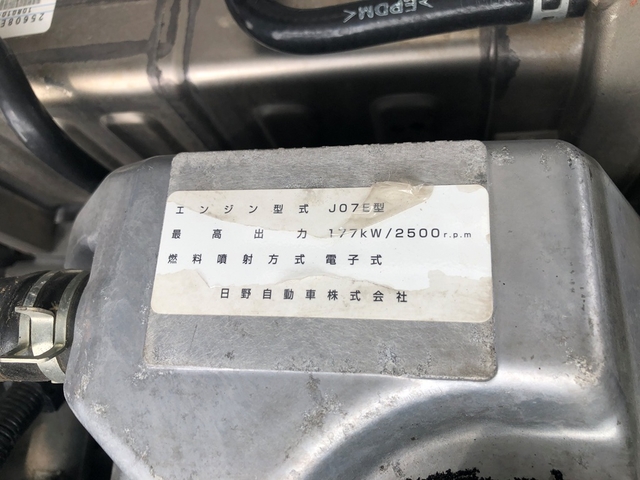 >EPDM<
エンジン型式 J07E型
最高出力 177kW/2500r.p.m
燃料噴射方式 電子式
日野自動車株式会社